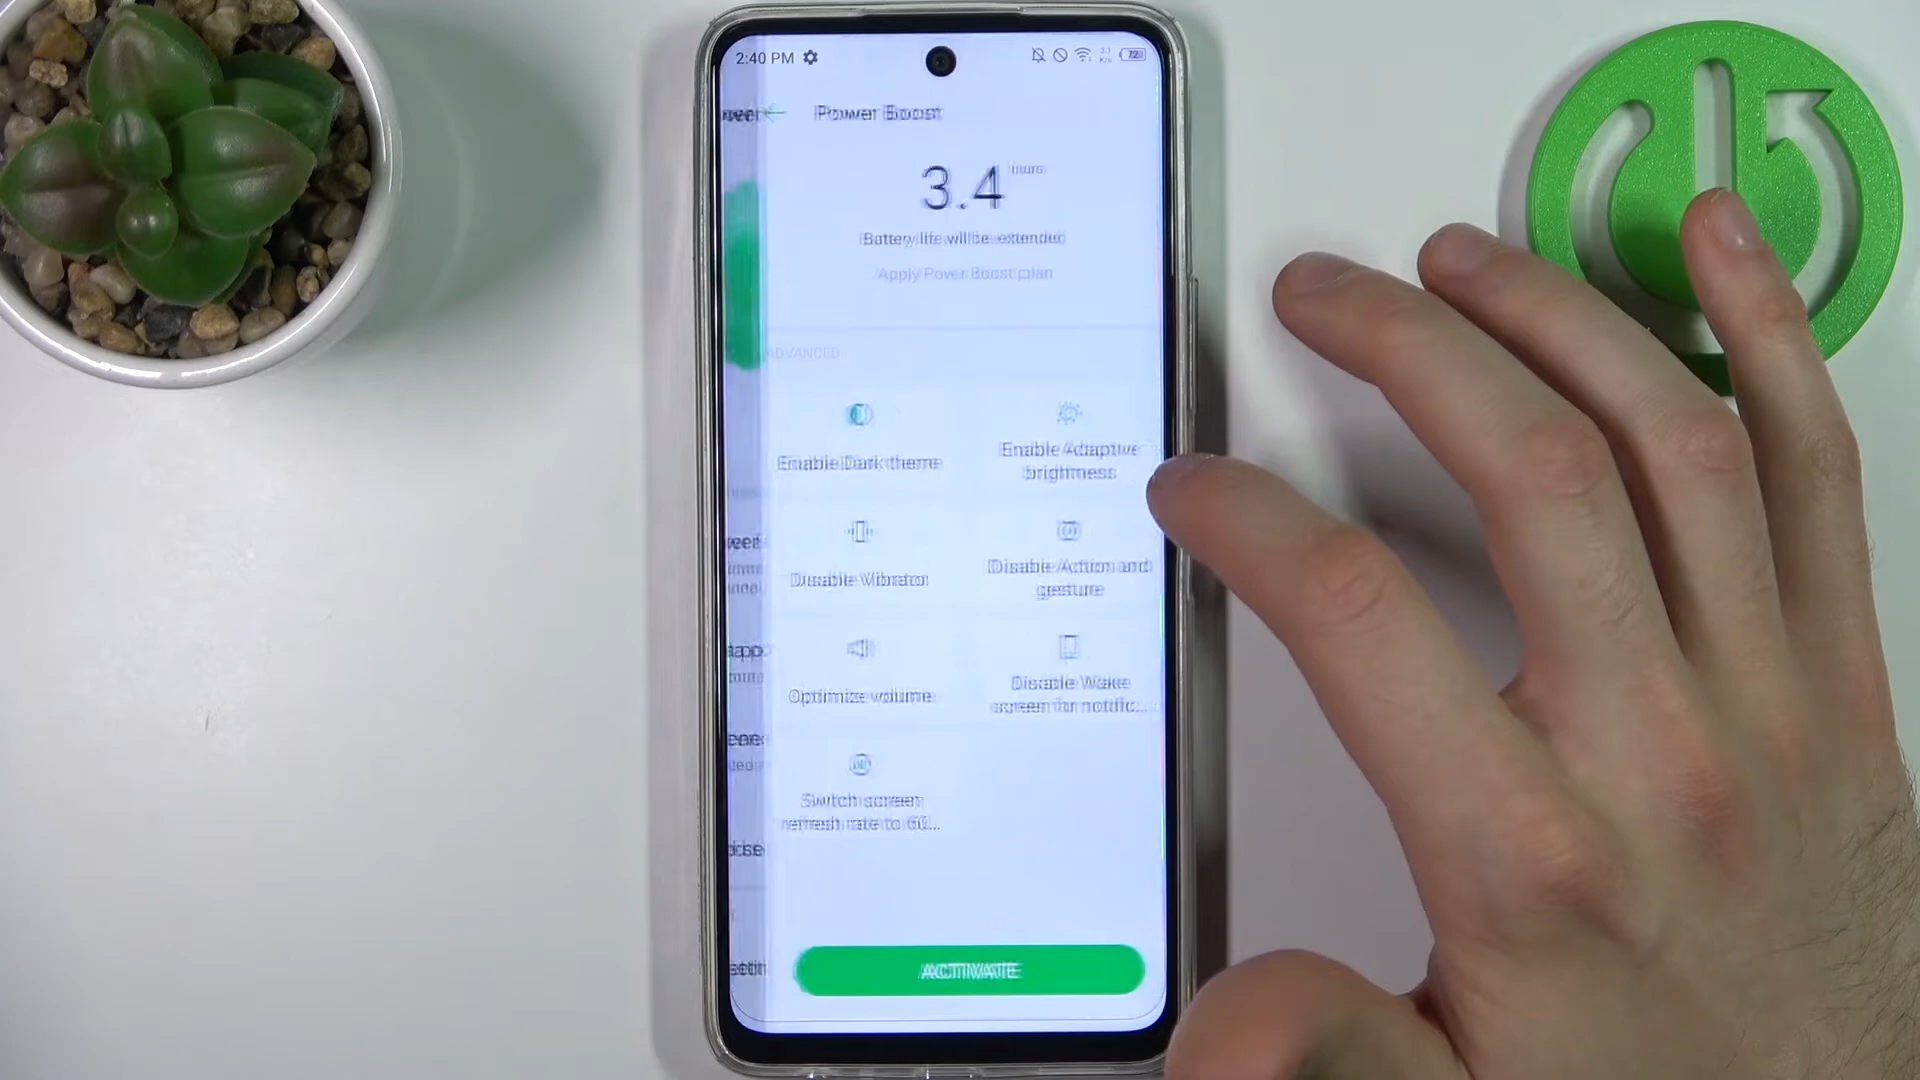 2:40 PM
72
Power Boost
3.4 hours
Battery life will be extended
Apply Power Boost plan
ADVANCED
Enable Dark theme
Enable Adaptive
brightness
Disable Vibrator
Disable Action and
gesture
Optimize volume
Disable Wake
screen for notific...
Switch screen
refresh rate to 60...
ACTIVATE